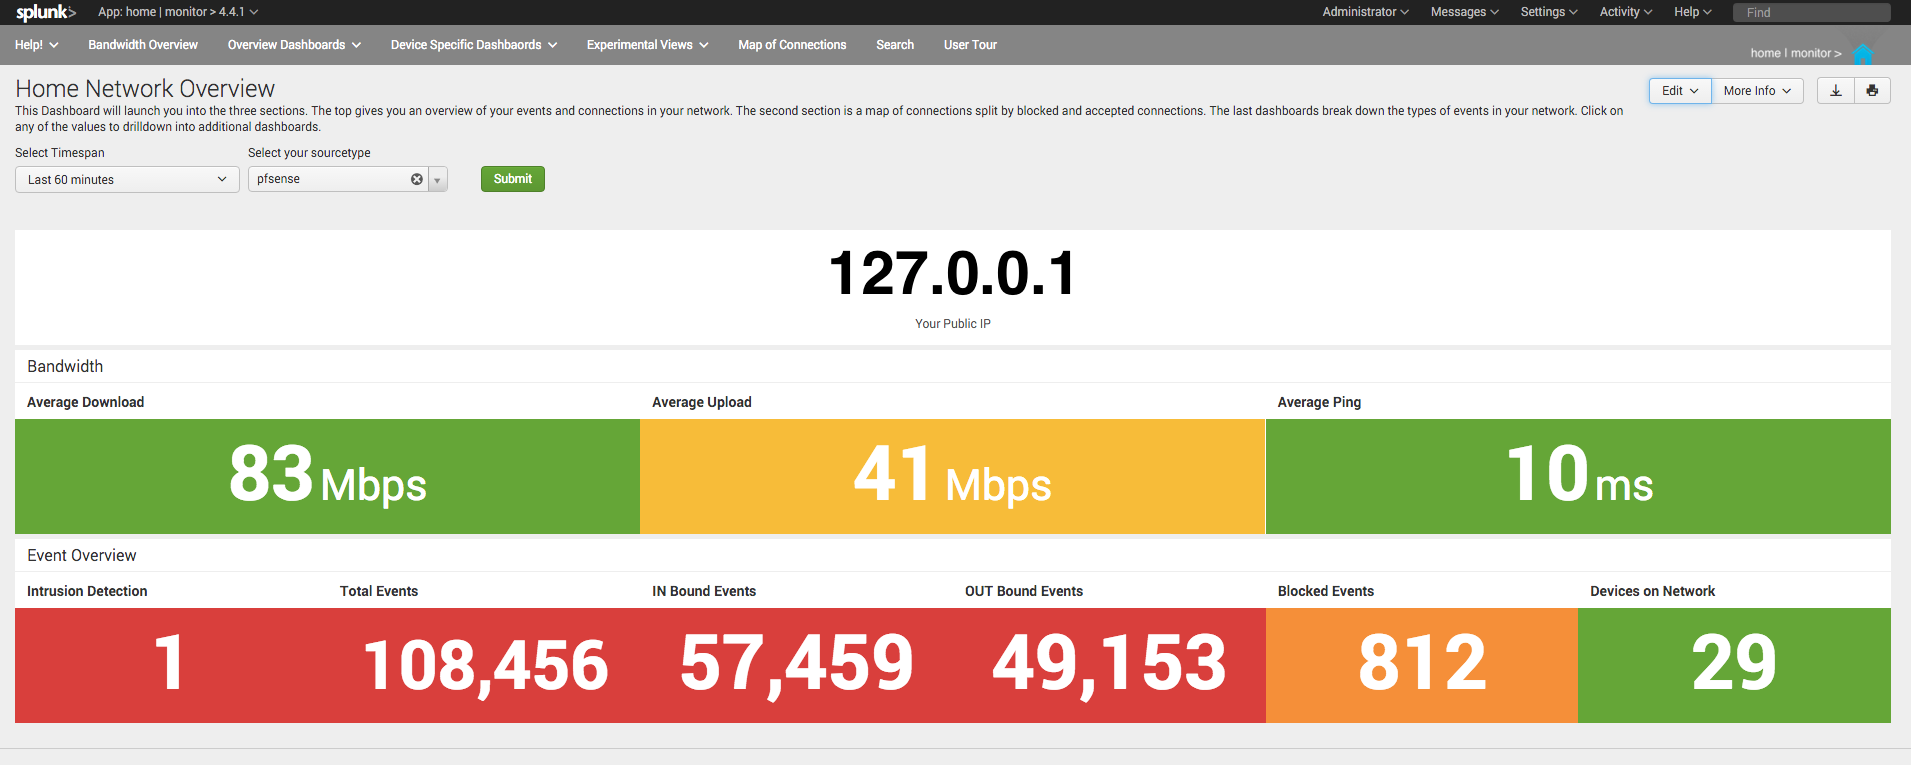 splunk> App: home | monitor > 4.4.1 Administrator Messages Settings Activity Help Find
Help! Bandwidth Overview Overview Dashboards Device Specific Dashbaords Experimental Views Map of Connections Search User Tour home | monitor >
Home Network Overview
Edit More Info
This Dashboard will launch you into the three sections. The top gives you an overview of your events and connections in your network. The second section is a map of connections split by blocked and accepted connections. The last dashboards break down the types of events in your network. Click on
any of the values to drilldown into additional dashboards.
Select Timespan Select your sourcetype
Last 60 minutes pfsense Submit
127.0.0.1
Your Public IP
Bandwidth
Average Download Average Upload Average Ping
83 Mbps 41 Mbps 10 ms
Event Overview
Intrusion Detection Total Events IN Bound Events OUT Bound Events Blocked Events Devices on Network
1 108,456 57,459 49,153 812 29